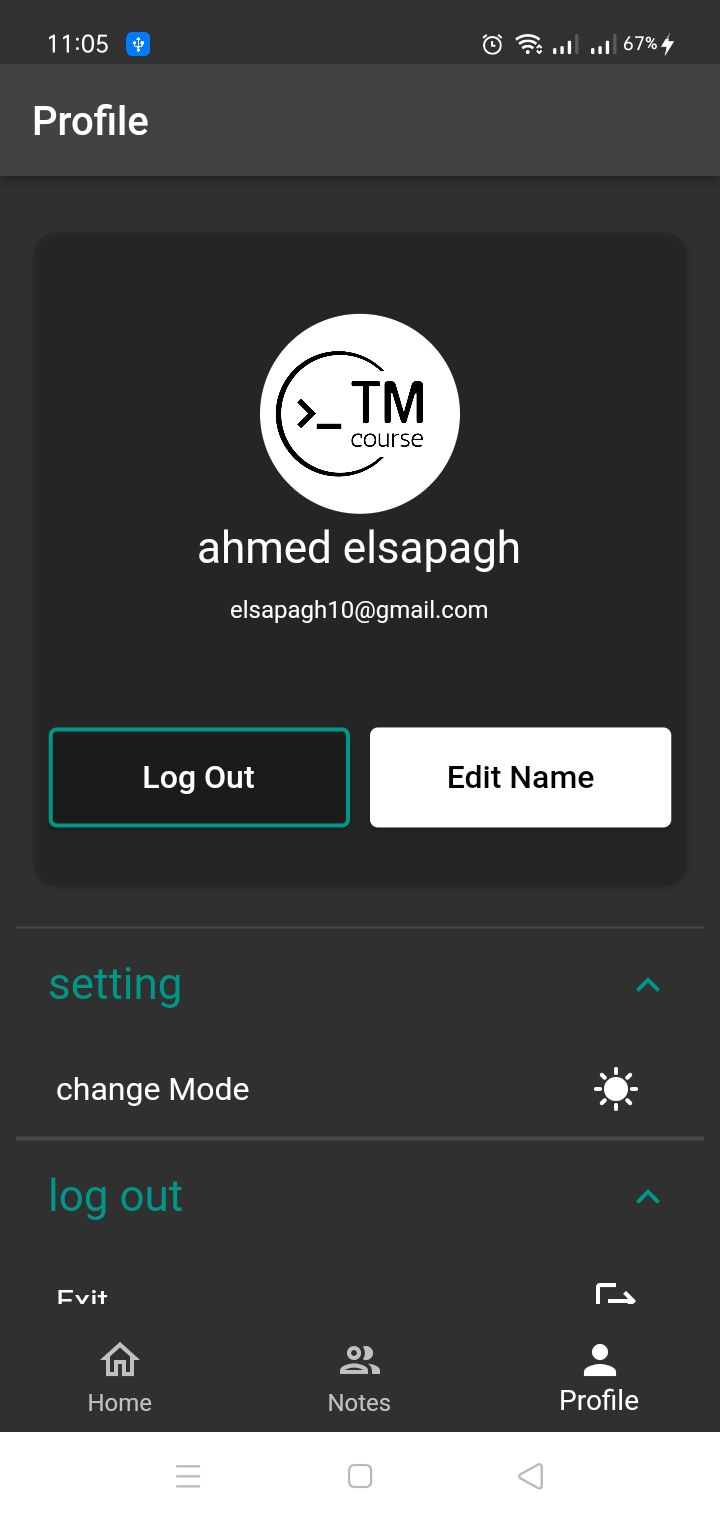 11:05
67%
Profile
>_ TM
course
ahmed elsapagh
elsapagh10@gmail.com
Log Out
Edit Name
setting
change Mode
log out
Exit
Home
Notes
Profile